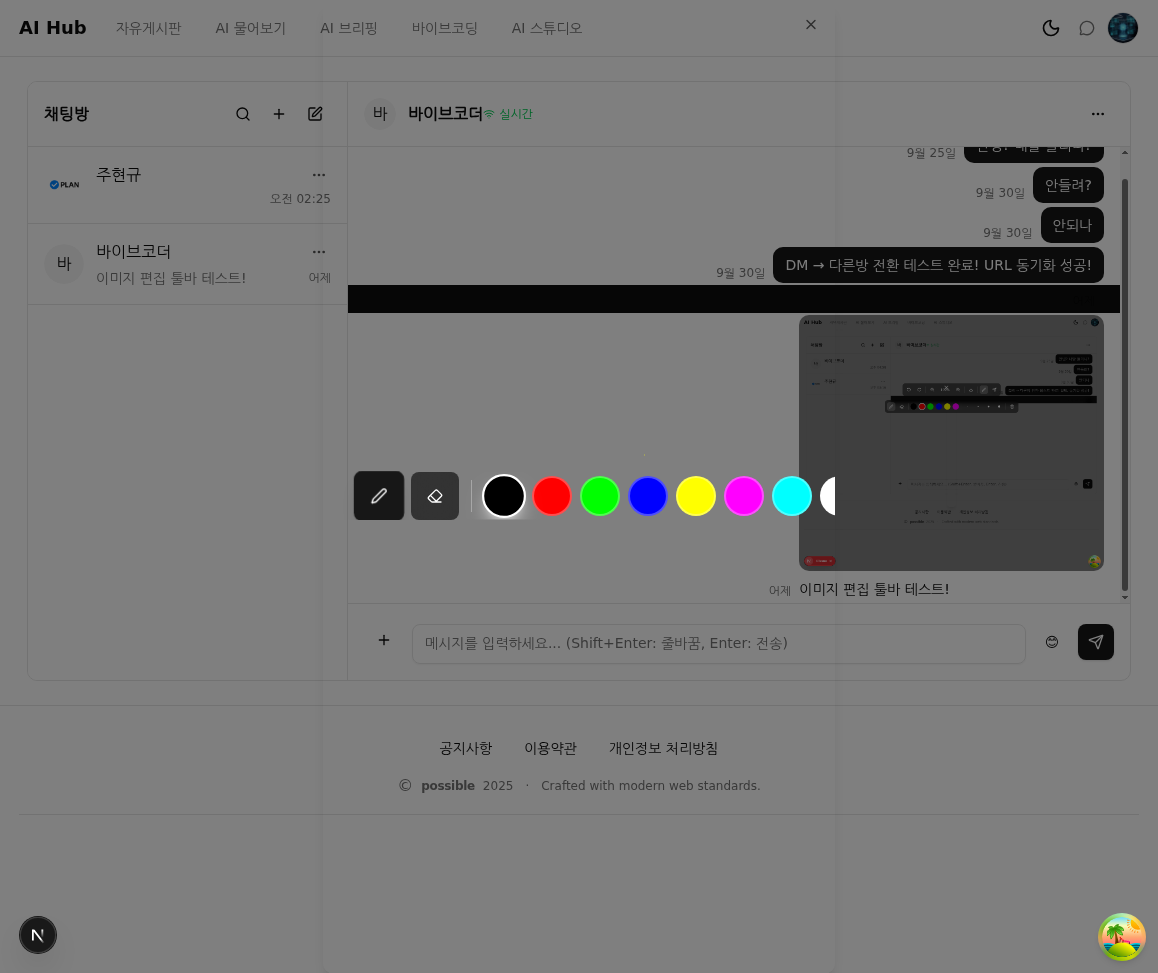 AI Hub
자유게시판 AI 물어보기 AI 브리핑 바이브코딩 AI 스튜디오
채팅방
바 바이브코더 실시간
PLAN 주현규
오전 02:25
바 바이브코더
이미지 편집 툴바 테스트! 어제
9월 25일
9월 30일 안들려?
9월 30일 안되나
9월 30일 DM → 다른방 전환 테스트 완료! URL 동기화 성공!
AI Hub
어제 이미지 편집 툴바 테스트!
메시지를 입력하세요... (Shift+Enter: 줄바꿈, Enter: 전송)
공지사항 이용약관 개인정보 처리방침
© possible 2025 · Crafted with modern web standards.
N